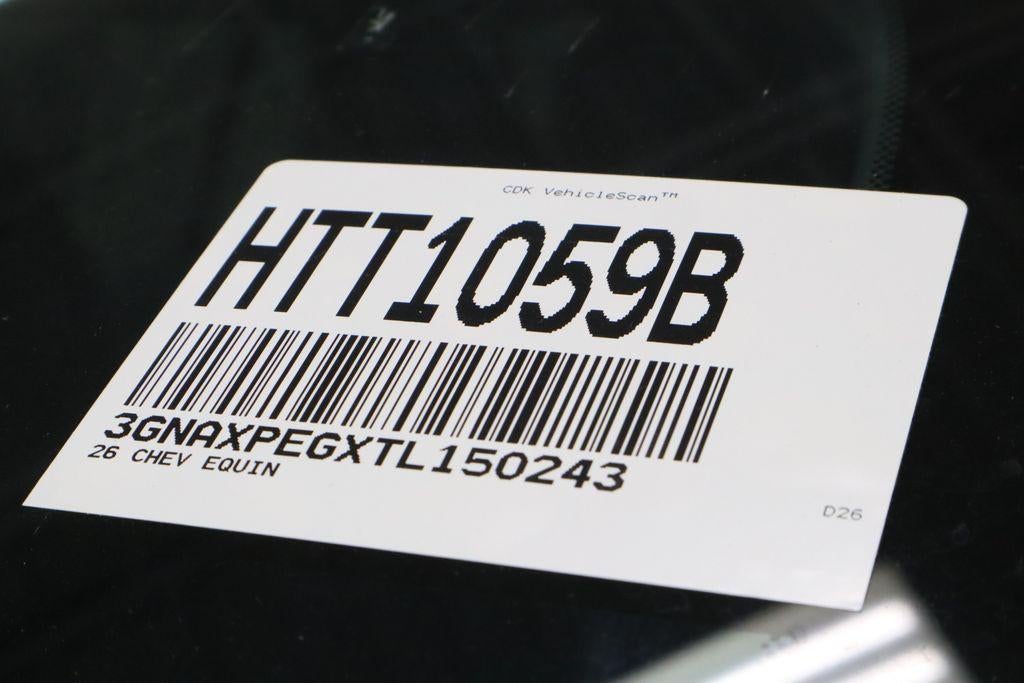 CDK VehicleScan™
HTT1059B
3GNAXPEGXTL150243
26 CHEV EQUIN
D26